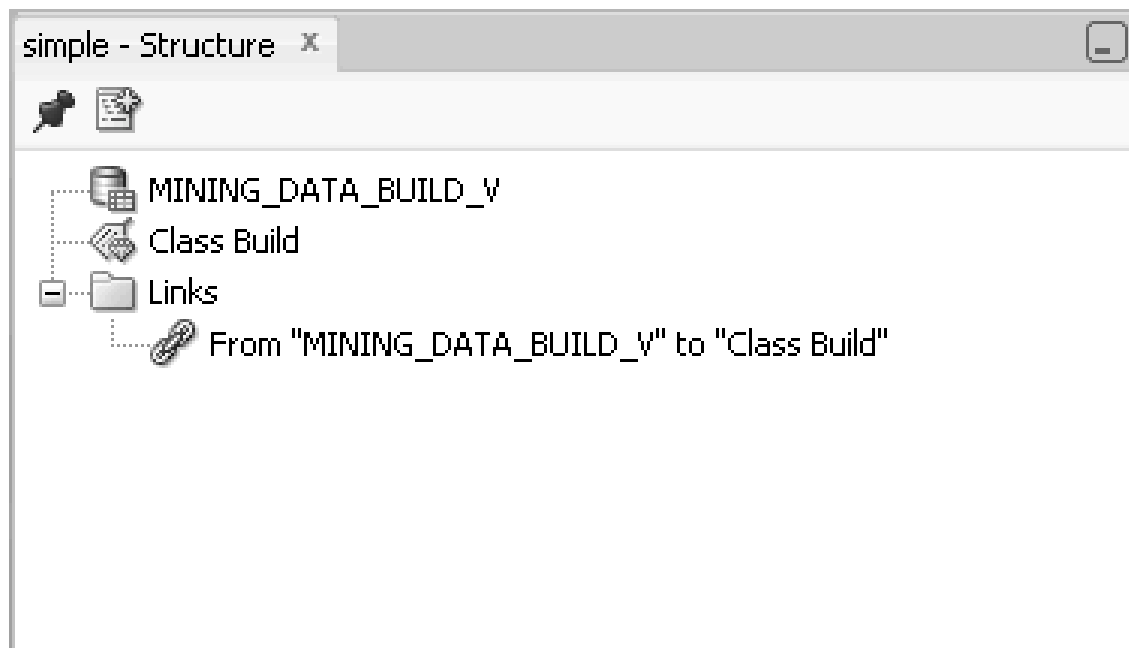 simple - Structure x
MINING_DATA_BUILD_V
Class Build
Links
From "MINING_DATA_BUILD_V" to "Class Build"